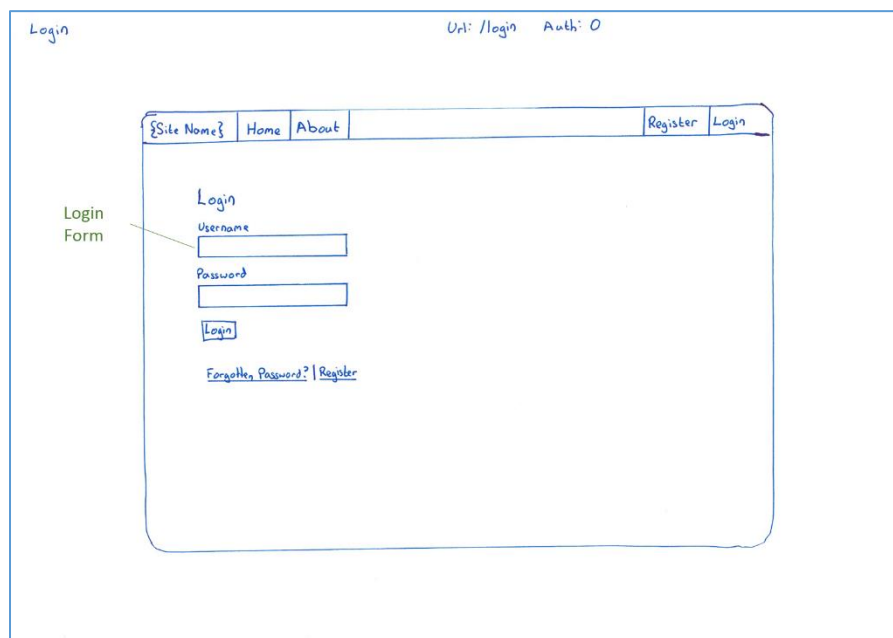 Login Url: /login Auth: 0
{Site Name} Home About Register Login
Login
Username
Login
Form
Password
Login
Forgotten Password? | Register